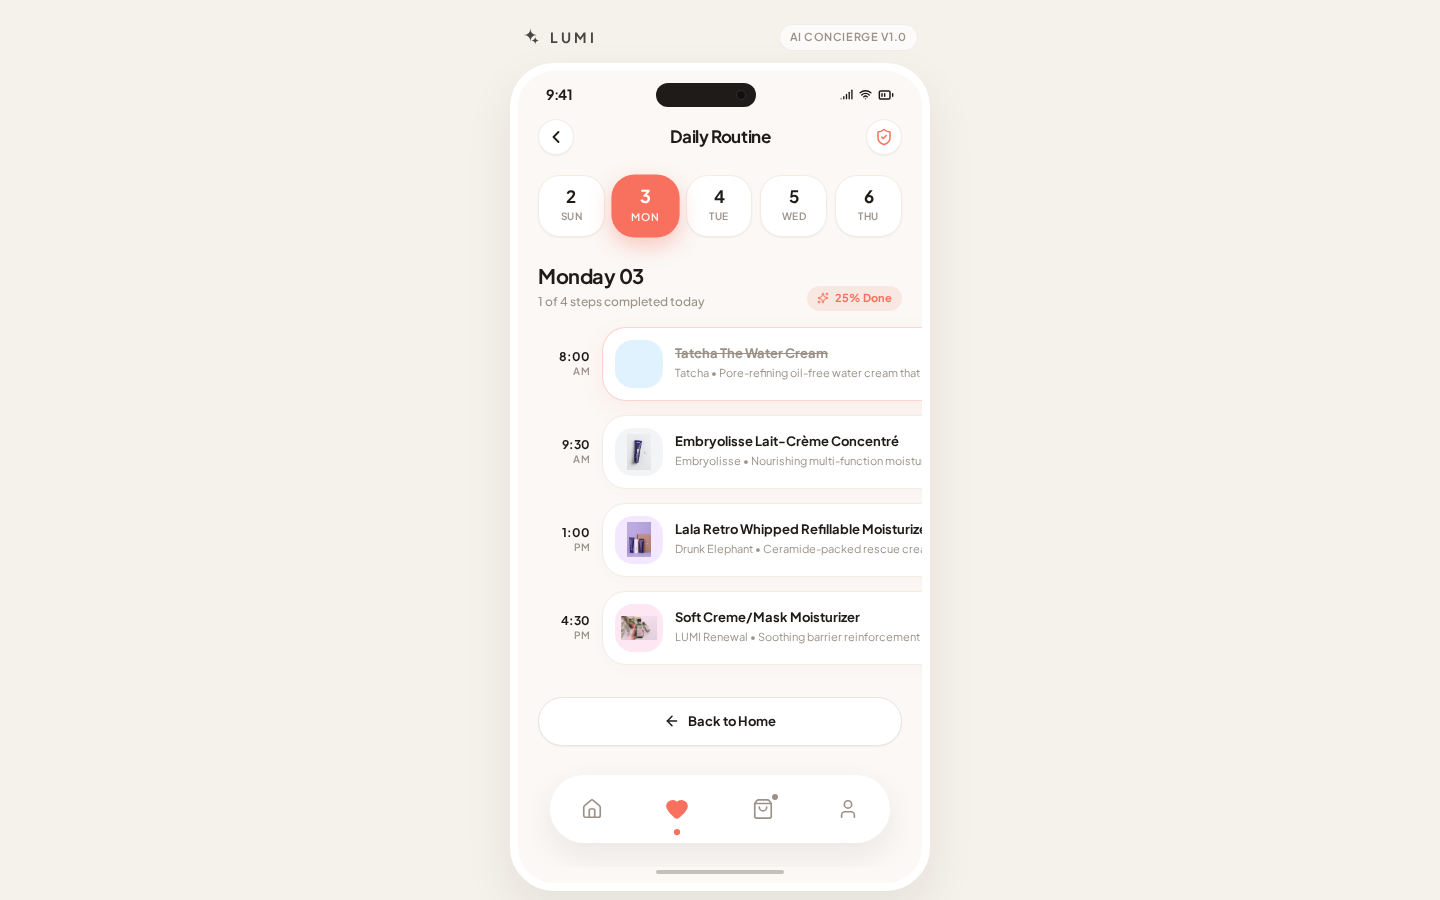 LUMI
AI CONCIERGE V1.0
9:41
Daily Routine
2
SUN
3
MON
4
TUE
5
WED
6
THU
Monday 03
1 of 4 steps completed today
25% Done
8:00
AM
Tatcha The Water Cream
Tatcha • Pore-refining oil-free water cream that
9:30
AM
Embryolisse Lait-Crème Concentré
Embryolisse • Nourishing multi-function moistu
1:00
PM
Lala Retro Whipped Refillable Moisturize
Drunk Elephant • Ceramide-packed rescue crea
4:30
PM
Soft Creme/Mask Moisturizer
LUMI Renewal • Soothing barrier reinforcement
Back to Home